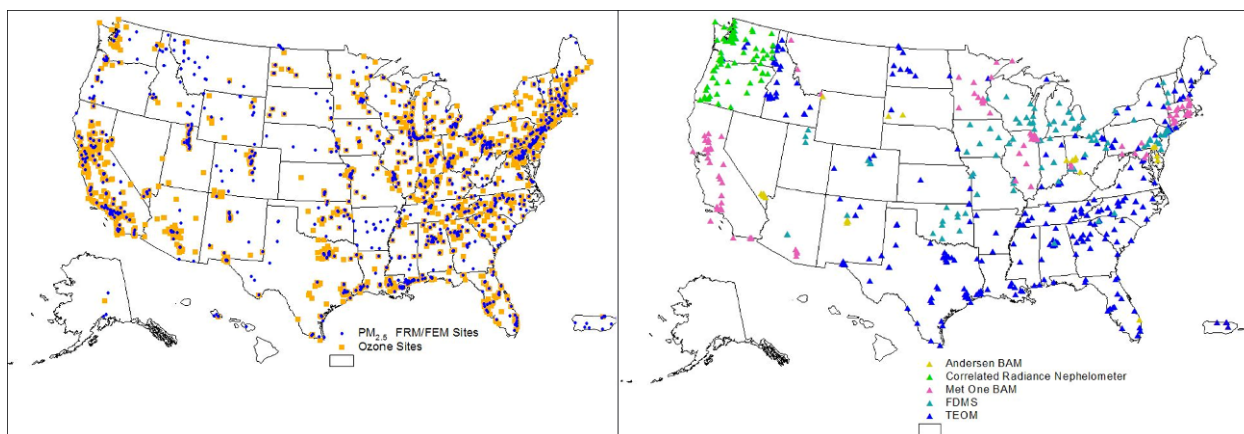 PM2.5 FRM/FEM Sites
Ozone Sites
Andersen BAM
Correlated Radiance Nephelometer
Met One BAM
FDMS
TEOM